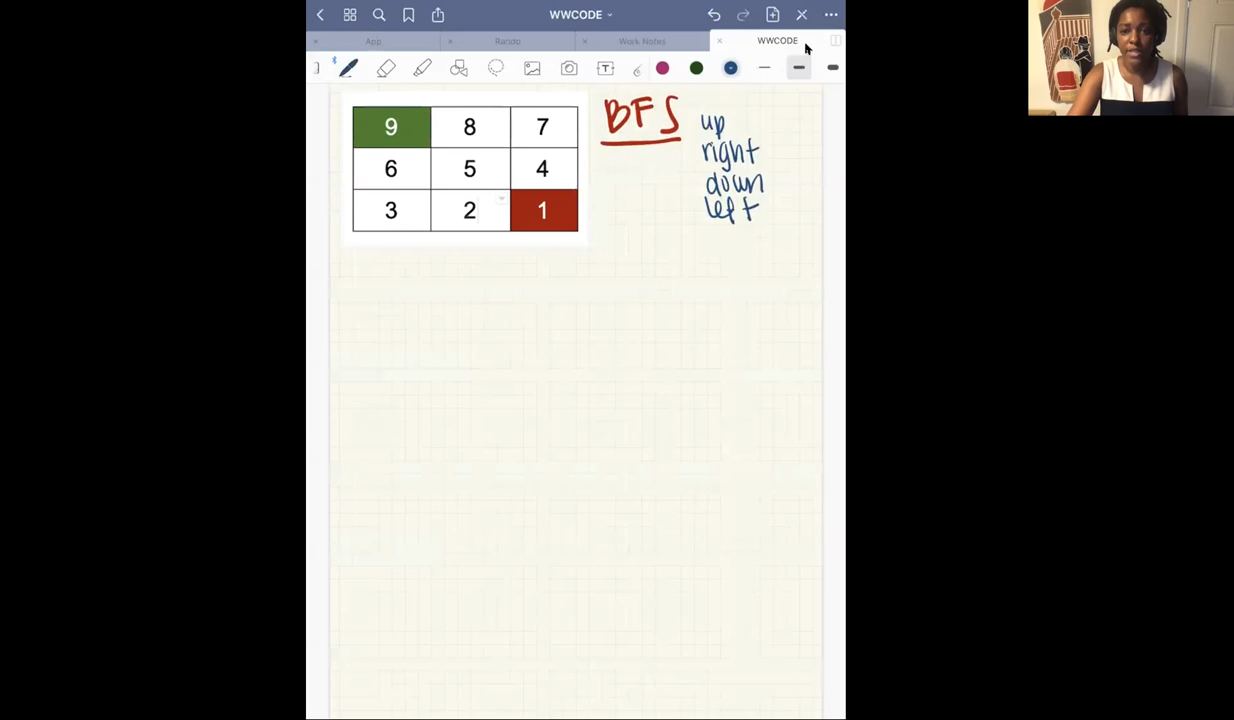 WWCODE
App
Rando
Work Notes
WWCODE
9 8 7
6 5 4
3 2 1
BFS
up
right
down
left